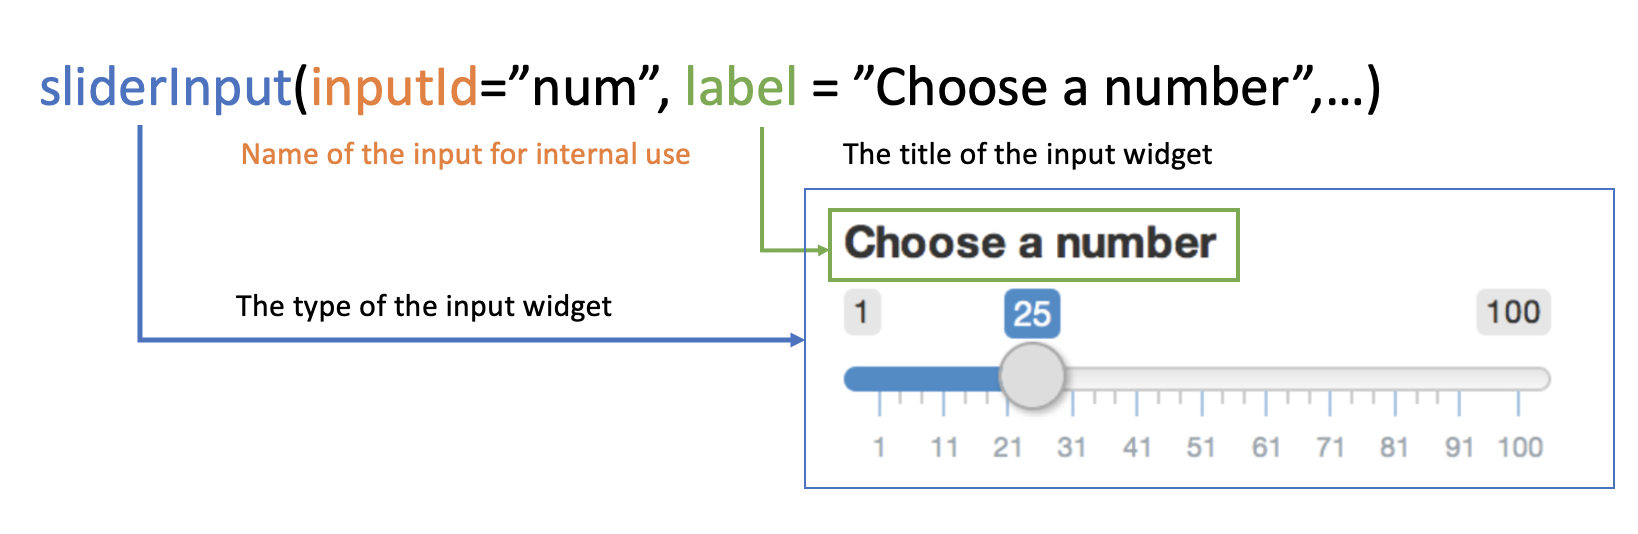 sliderInput(inputId=”num”, label = ”Choose a number”,...)
Name of the input for internal use
The title of the input widget
Choose a number
The type of the input widget
1 25 100
1 11 21 31 41 51 61 71 81 91 100